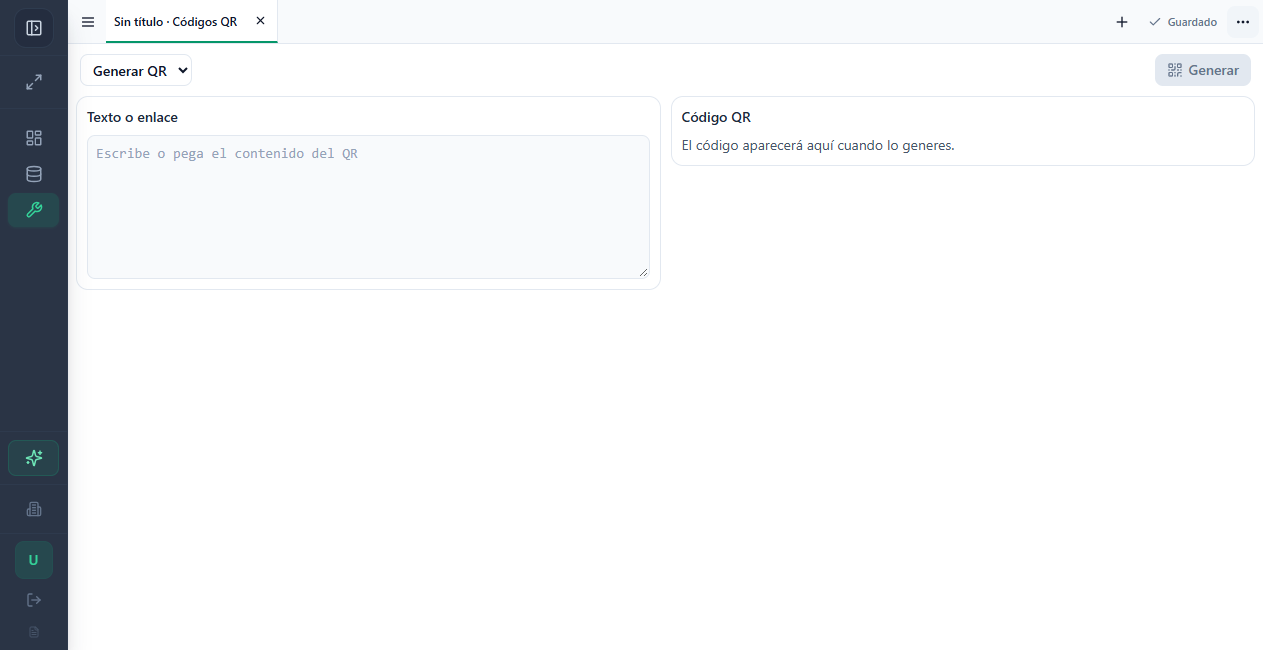 Sin título · Códigos QR
Guardado
Generar QR
Generar
Texto o enlace
Escribe o pega el contenido del QR
Código QR
El código aparecerá aquí cuando lo generes.
U